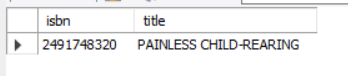 isbn title
2491748320 PAINLESS CHILD-REARING